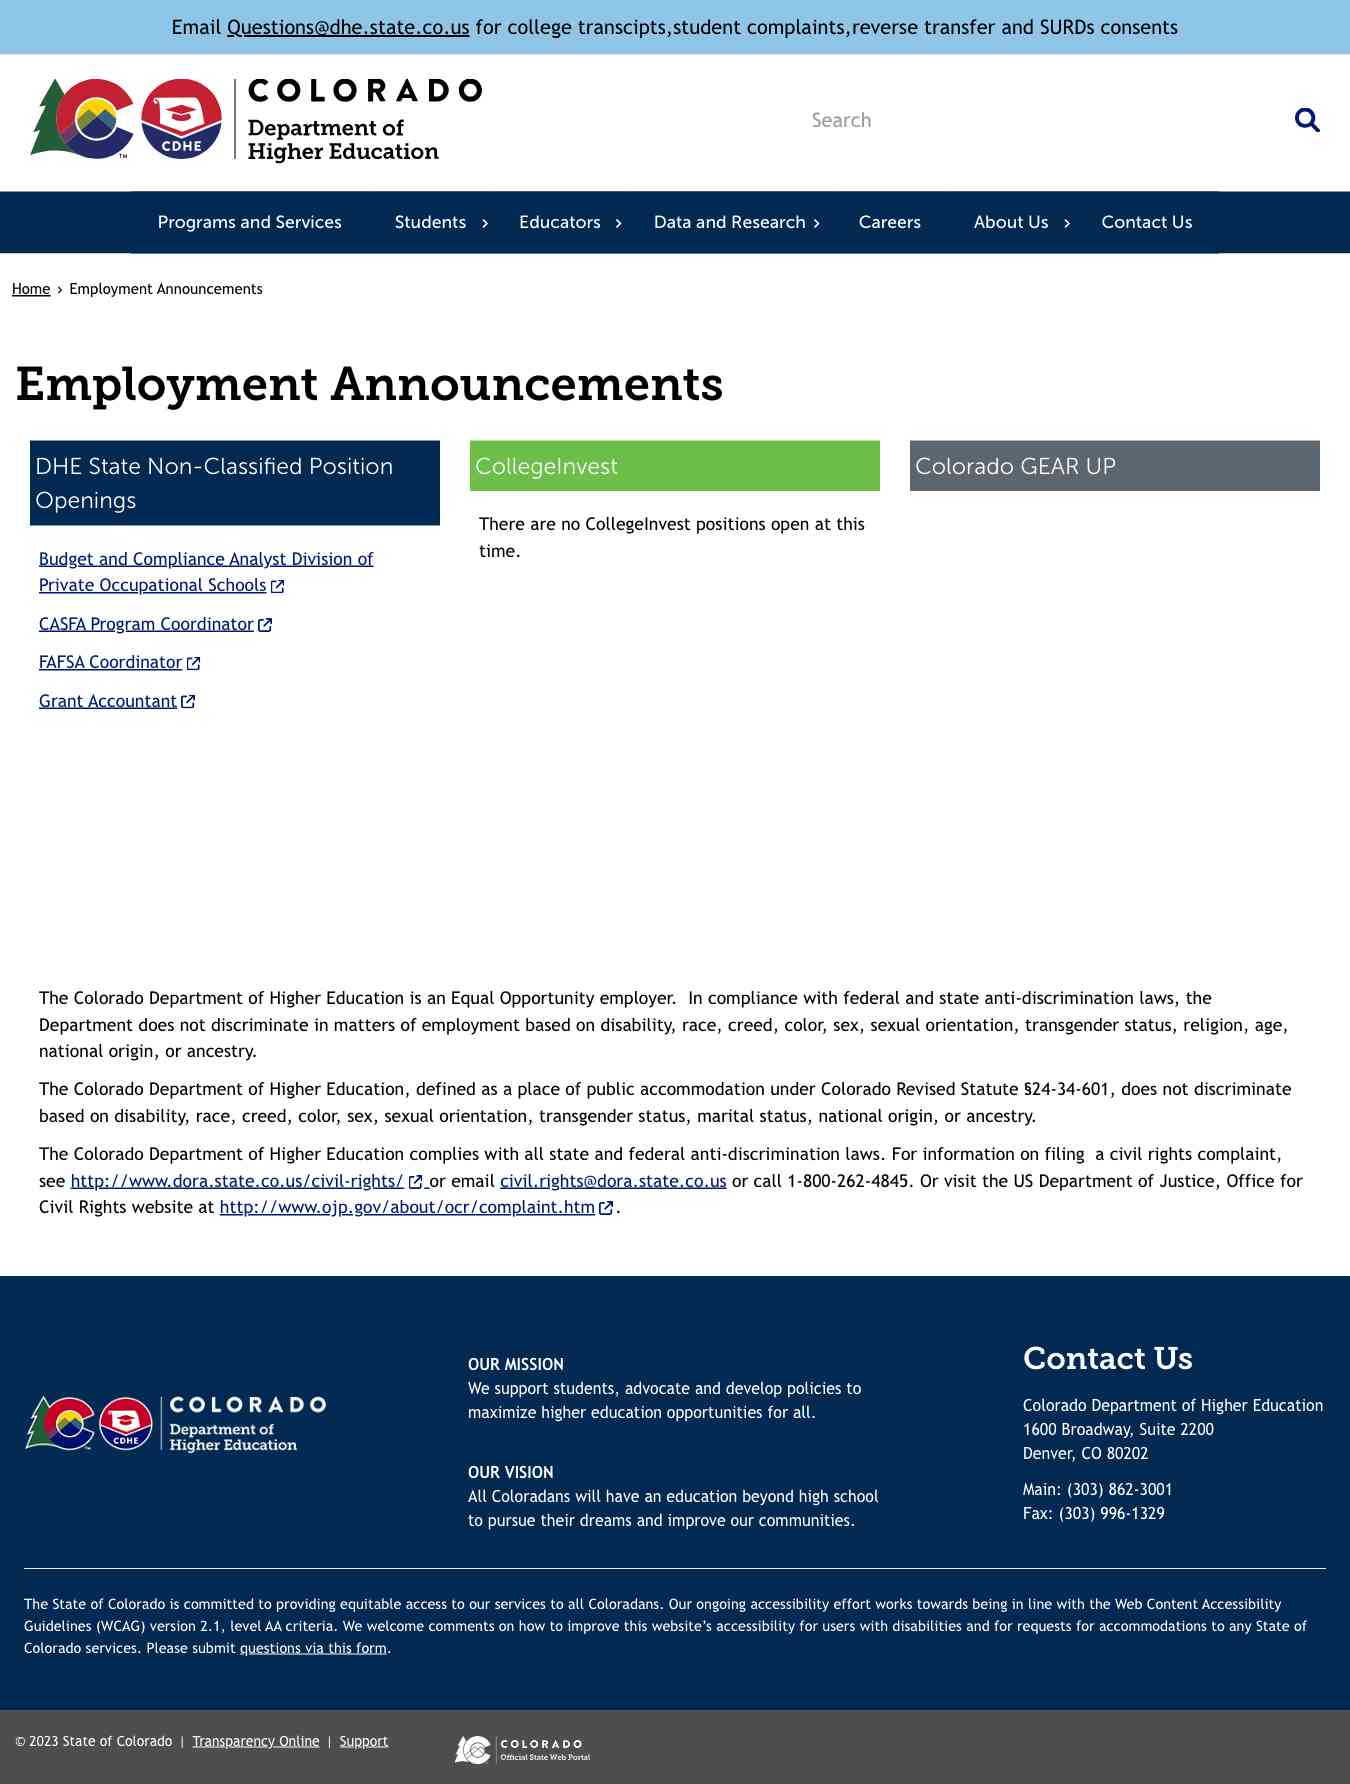 Email Questions@dhe.state.co.us for college transcipts,student complaints,reverse transfer and SURDs consents
COLORADO
Department of
Higher Education
CDHE
TM
Search
Programs and Services Students Educators Data and Research Careers About Us Contact Us
Home › Employment Announcements
Employment Announcements
DHE State Non-Classified Position
Openings
Budget and Compliance Analyst Division of
Private Occupational Schools
CASFA Program Coordinator
FAFSA Coordinator
Grant Accountant
CollegeInvest
There are no CollegeInvest positions open at this
time.
Colorado GEAR UP
The Colorado Department of Higher Education is an Equal Opportunity employer.  In compliance with federal and state anti-discrimination laws, the
Department does not discriminate in matters of employment based on disability, race, creed, color, sex, sexual orientation, transgender status, religion, age,
national origin, or ancestry.
The Colorado Department of Higher Education, defined as a place of public accommodation under Colorado Revised Statute §24-34-601, does not discriminate
based on disability, race, creed, color, sex, sexual orientation, transgender status, marital status, national origin, or ancestry.
The Colorado Department of Higher Education complies with all state and federal anti-discrimination laws. For information on filing  a civil rights complaint,
see http://www.dora.state.co.us/civil-rights/ or email civil.rights@dora.state.co.us or call 1-800-262-4845. Or visit the US Department of Justice, Office for
Civil Rights website at http://www.ojp.gov/about/ocr/complaint.htm.
COLORADO
Department of
Higher Education
CDHE
OUR MISSION
We support students, advocate and develop policies to
maximize higher education opportunities for all.
OUR VISION
All Coloradans will have an education beyond high school
to pursue their dreams and improve our communities.
Contact Us
Colorado Department of Higher Education
1600 Broadway, Suite 2200
Denver, CO 80202
Main: (303) 862-3001
Fax: (303) 996-1329
The State of Colorado is committed to providing equitable access to our services to all Coloradans. Our ongoing accessibility effort works towards being in line with the Web Content Accessibility
Guidelines (WCAG) version 2.1, level AA criteria. We welcome comments on how to improve this website's accessibility for users with disabilities and for requests for accommodations to any State of
Colorado services. Please submit questions via this form.
© 2023 State of Colorado | Transparency Online | Support
COLORADO
Official State Web Portal